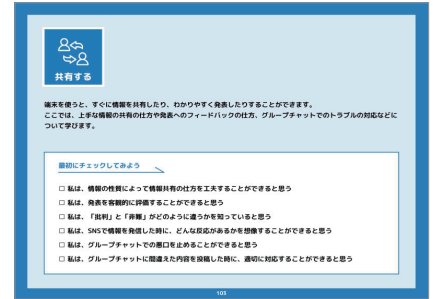 共有する
端末を使うと、すぐに情報を共有したり、わかりやすく発表したりすることができます。
ここでは、上手な情報の共有の仕方や発表へのフィードバックの仕方、グループチャットでのトラブルの対応などに
ついて学びます。
最初にチェックしてみよう
□ 私は、情報の性質によって情報共有の仕方を工夫することができると思う
□ 私は、発表を客観的に評価することができると思う
□ 私は、「批判」と「非難」がどのように違うかを知っていると思う
□ 私は、SNSで情報を発信した時に、どんな反応があるかを想像することができると思う
□ 私は、グループチャットでの悪口を止めることができると思う
□ 私は、グループチャットに間違えた内容を投稿した時に、適切に対応することができると思う
103